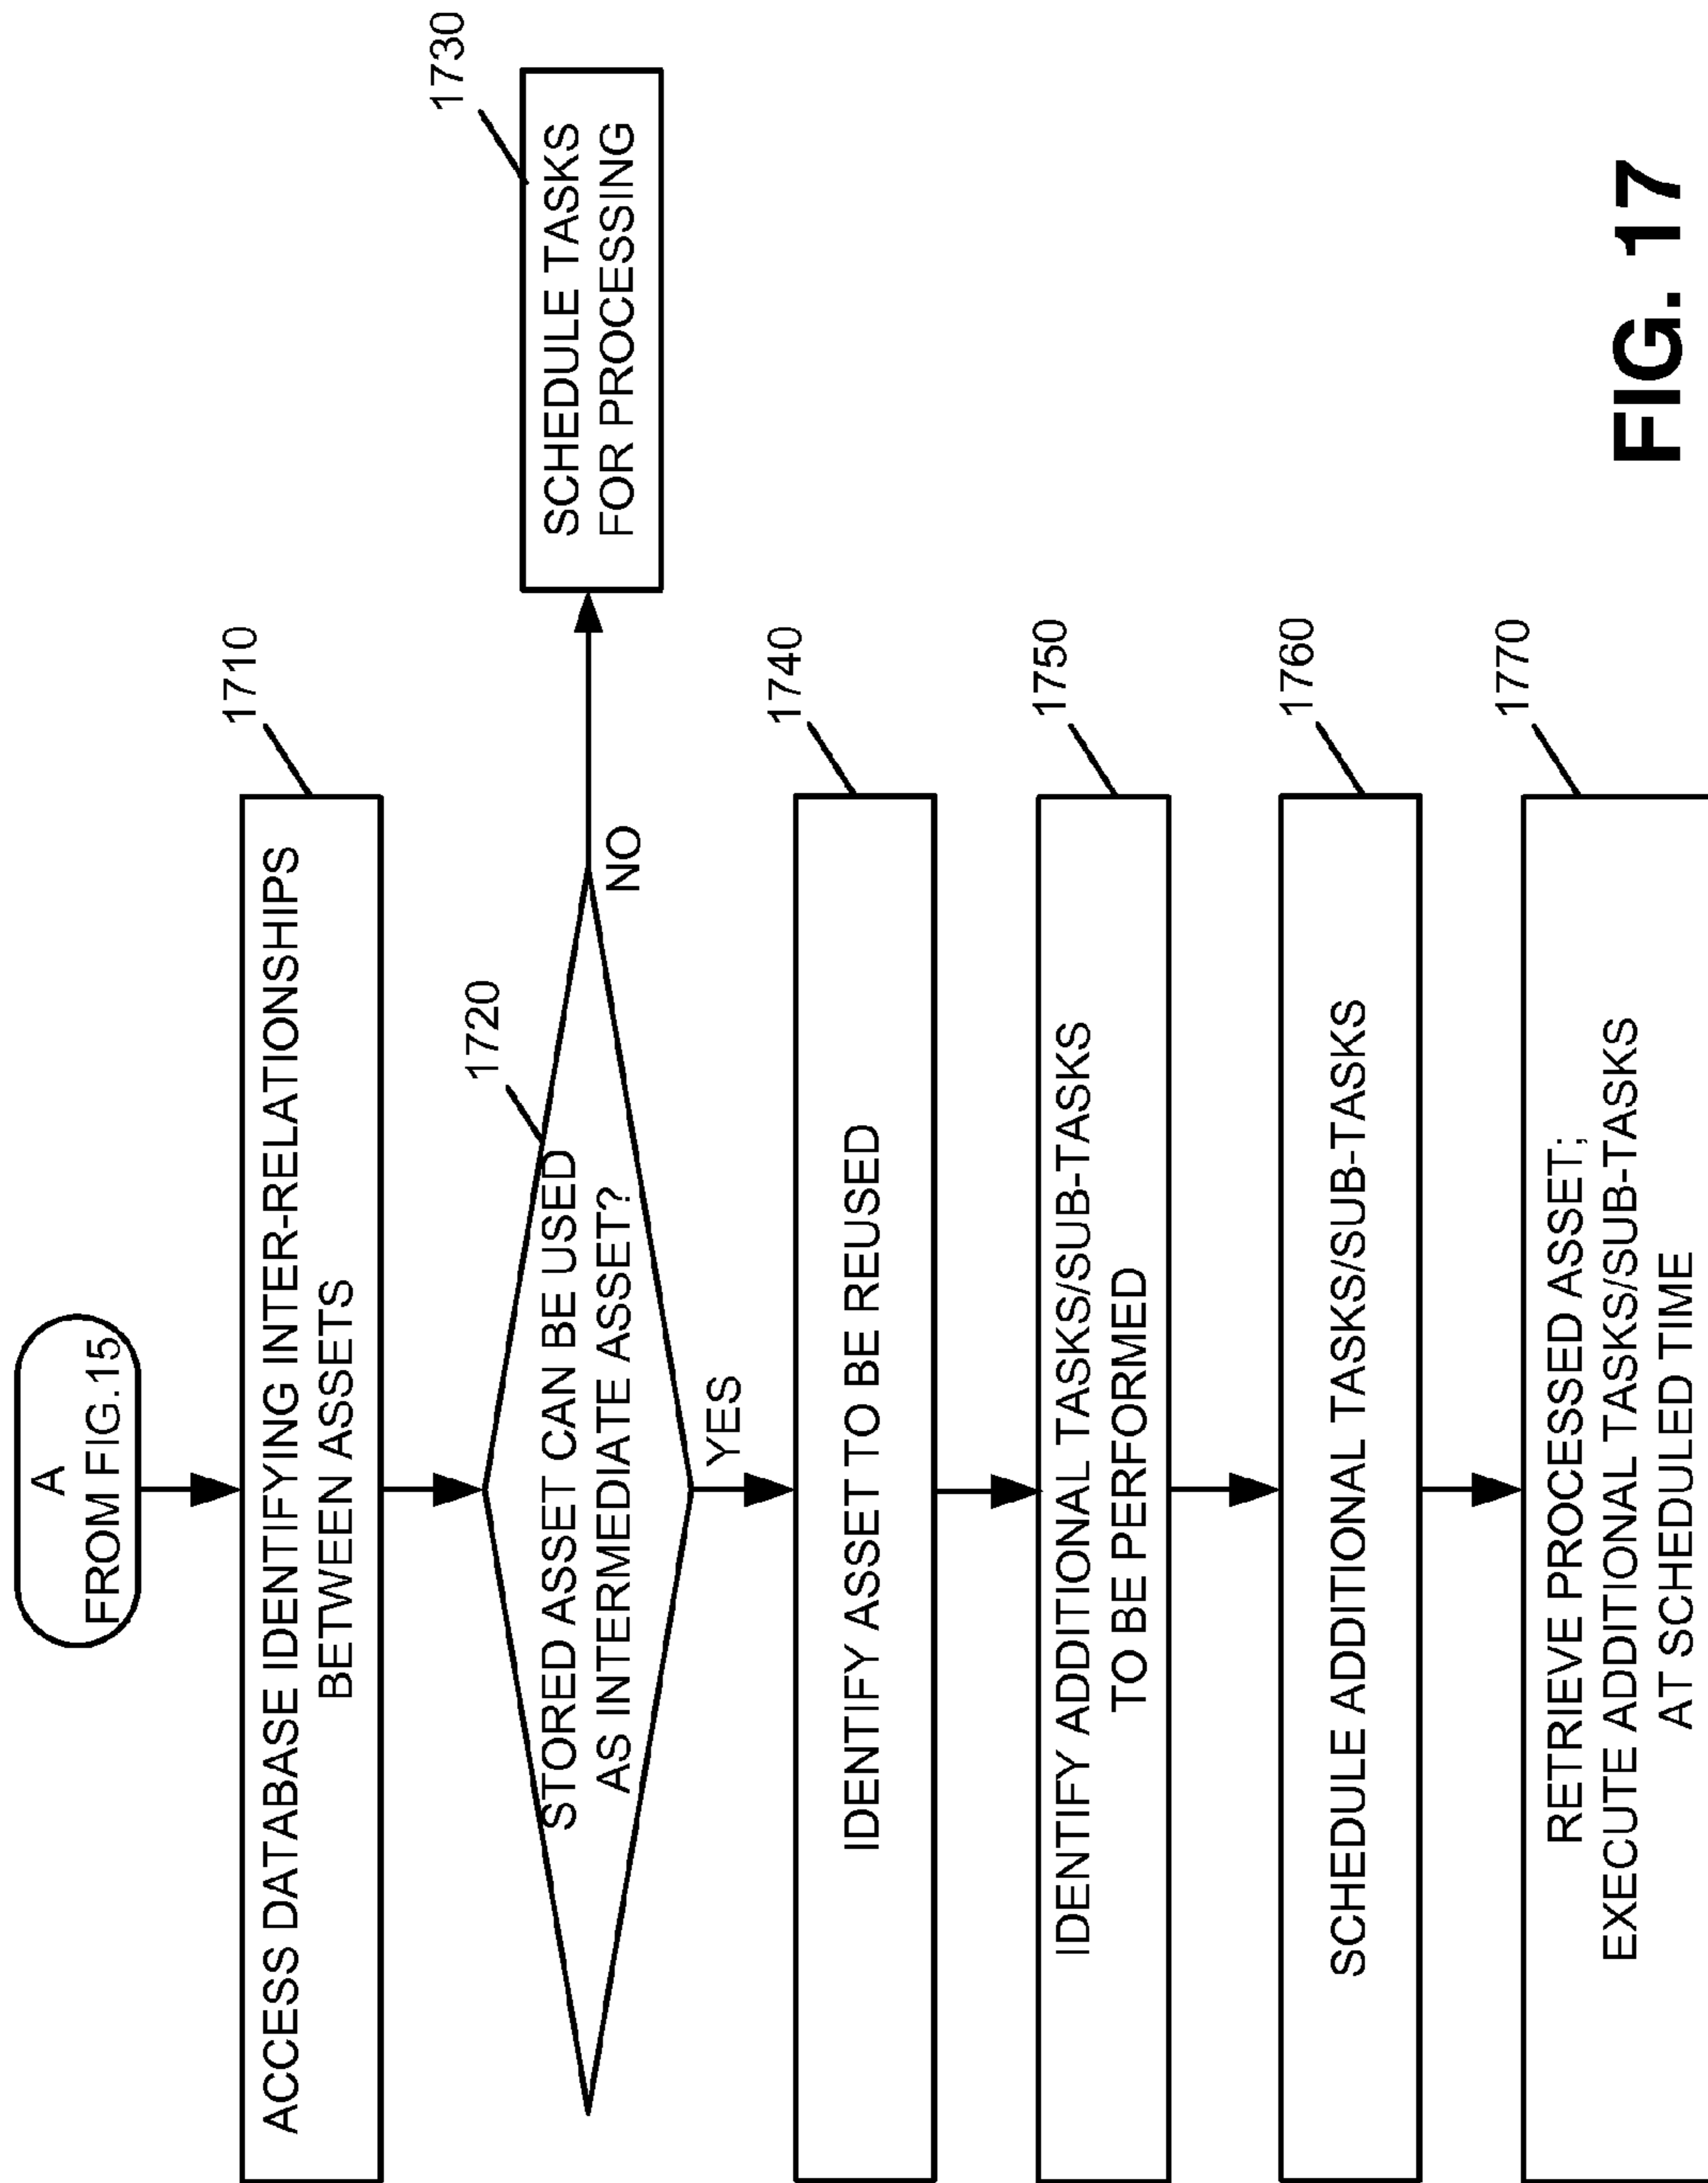 A
FROM FIG.15
1710
ACCESS DATABASE IDENTIFYING INTER-RELATIONSHIPS
BETWEEN ASSETS
1720
STORED ASSET CAN BE USED
AS INTERMEDIATE ASSET?
NO
1730
SCHEDULE TASKS
FOR PROCESSING
YES
1740
IDENTIFY ASSET TO BE REUSED
1750
IDENTIFY ADDITIONAL TASKS/SUB-TASKS
TO BE PERFORMED
1760
SCHEDULE ADDITIONAL TASKS/SUB-TASKS
1770
RETRIEVE PROCESSED ASSET;
EXECUTE ADDITIONAL TASKS/SUB-TASKS
AT SCHEDULED TIME
FIG. 17